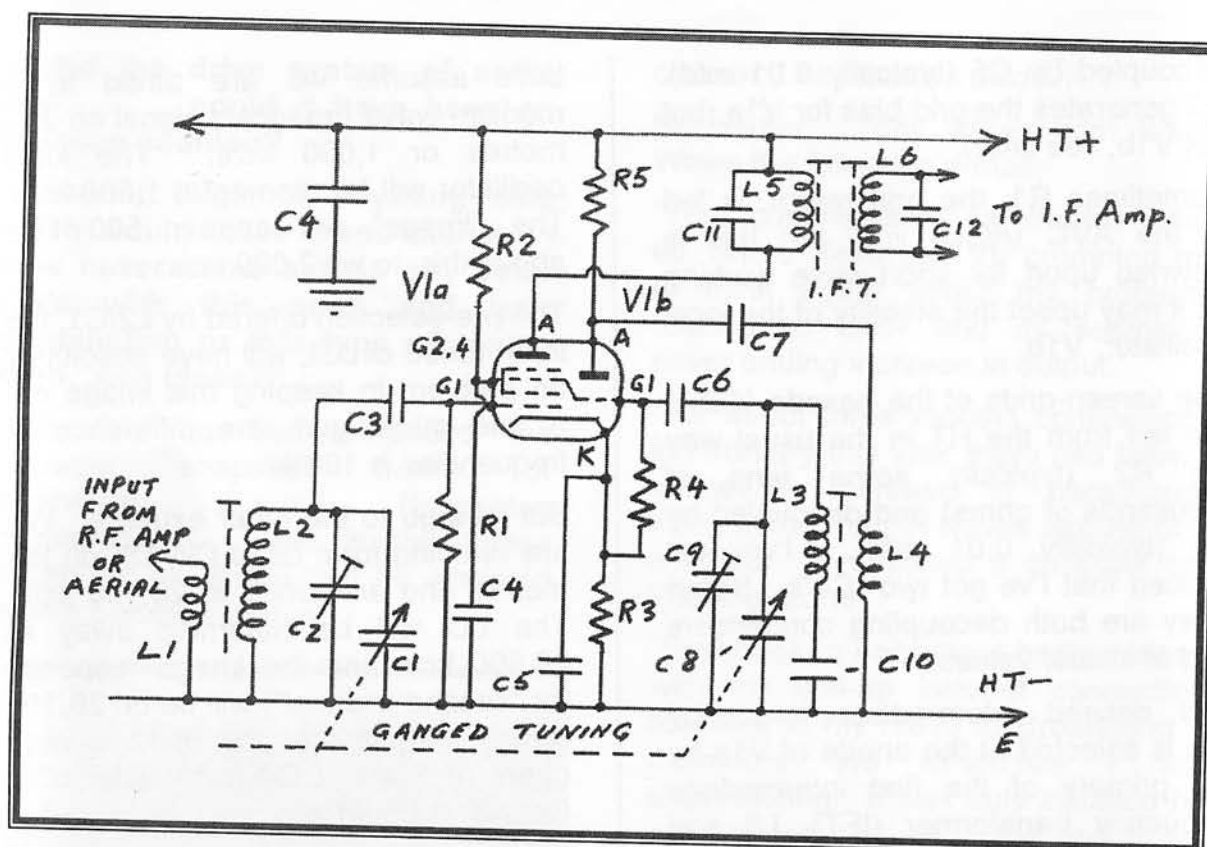 HT+
L6
R5
L5
C4
C11
C12
To I.F. Amp.
R2
I.F.T
V1a
V1b
A
A
C7
G2.4
G1
G1
C6
C3
K
INPUT
FROM
R.F. AMP
OR
AERIAL
L2
R1
R4
L3
C9
L4
C4
R3
C2
L1
C1
C5
C8
C10
HT-
GANGED TUNING
E